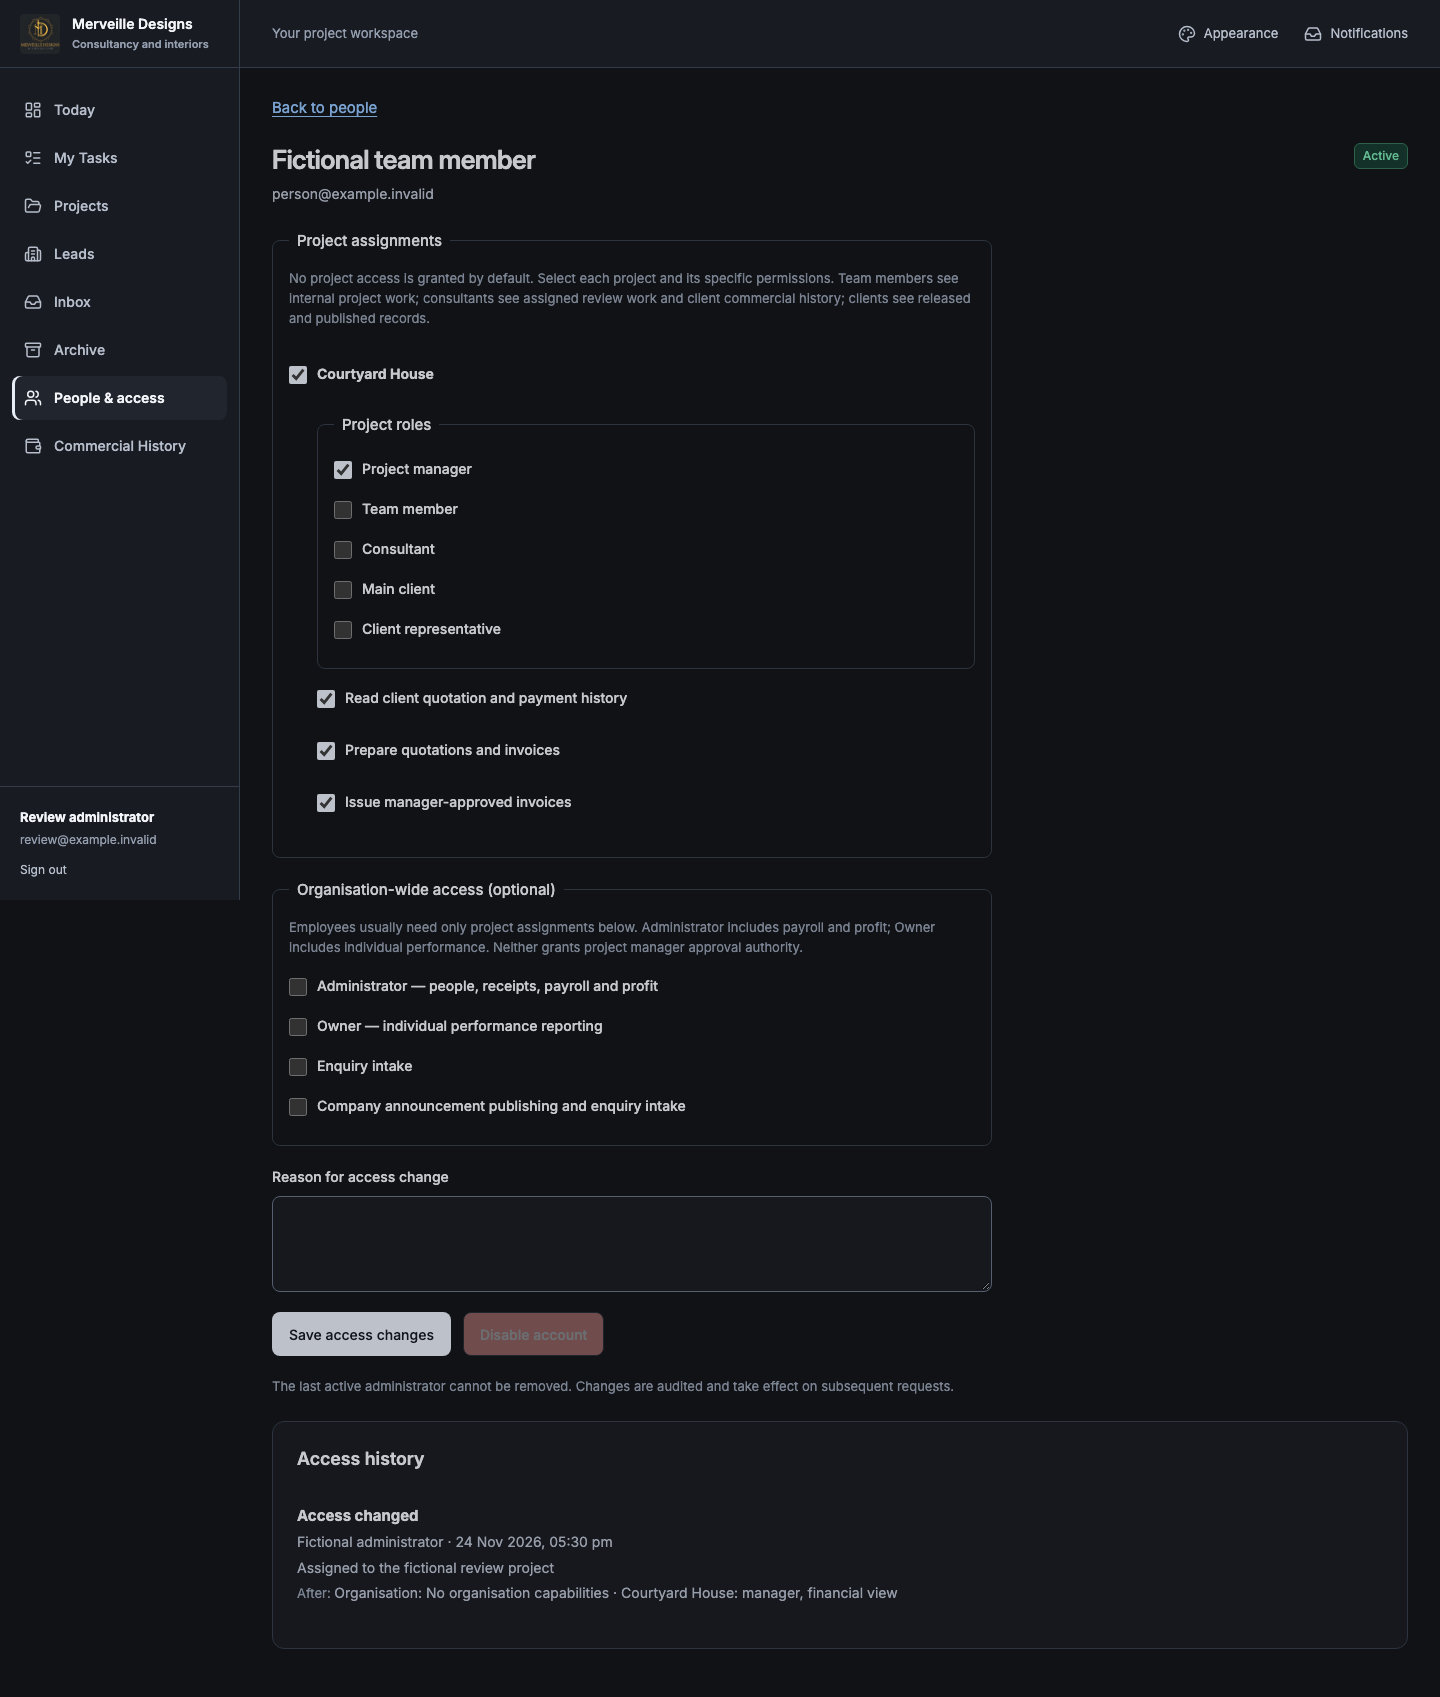 Merveille Designs
Consultancy and interiors
Your project workspace
Appearance
Notifications
Today
My Tasks
Projects
Leads
Inbox
Archive
People & access
Commercial History
Review administrator
review@example.invalid
Sign out
Back to people
Fictional team member
Active
person@example.invalid
Project assignments
No project access is granted by default. Select each project and its specific permissions. Team members see
internal project work; consultants see assigned review work and client commercial history; clients see released
and published records.
Courtyard House
Project roles
Project manager
Team member
Consultant
Main client
Client representative
Read client quotation and payment history
Prepare quotations and invoices
Issue manager-approved invoices
Organisation-wide access (optional)
Employees usually need only project assignments below. Administrator includes payroll and profit; Owner
includes individual performance. Neither grants project manager approval authority.
Administrator — people, receipts, payroll and profit
Owner — individual performance reporting
Enquiry intake
Company announcement publishing and enquiry intake
Reason for access change
Save access changes
Disable account
The last active administrator cannot be removed. Changes are audited and take effect on subsequent requests.
Access history
Access changed
Fictional administrator · 24 Nov 2026, 05:30 pm
Assigned to the fictional review project
After: Organisation: No organisation capabilities · Courtyard House: manager, financial view